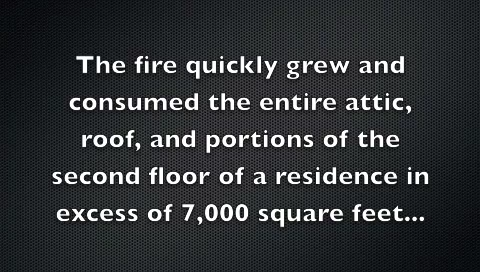 The fire quickly grew and
consumed the entire attic,
roof, and portions of the
second floor of a residence in
excess of 7,000 square feet...